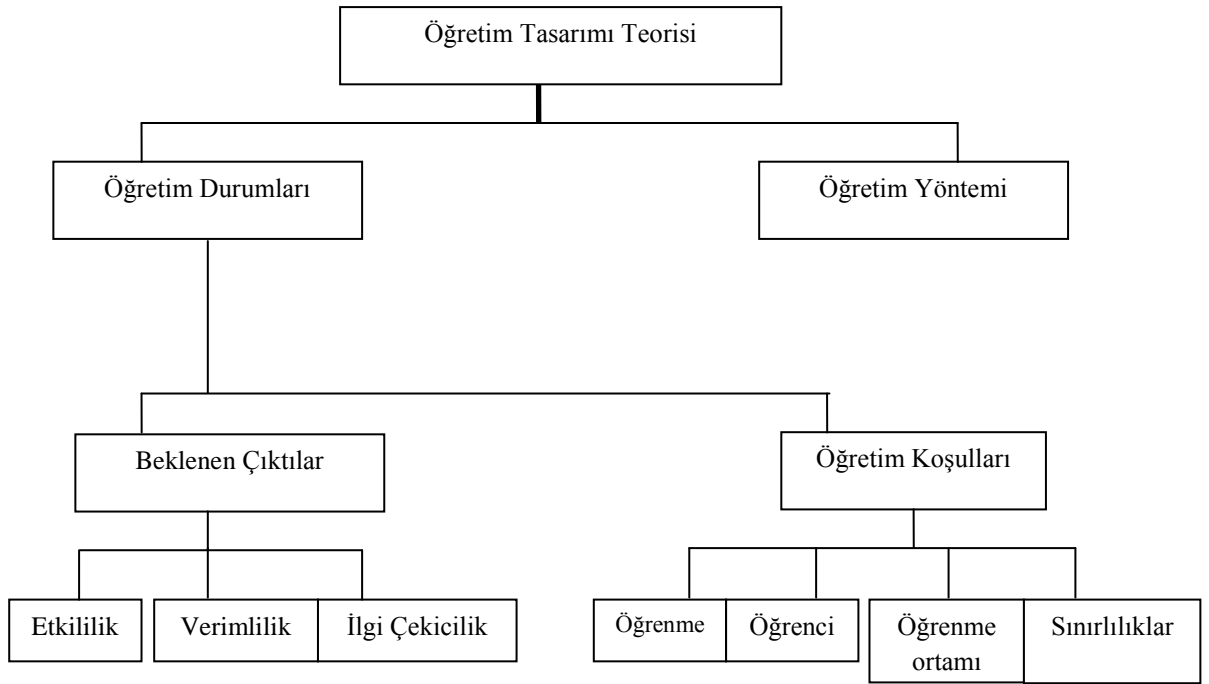 Öğretim Tasarımı Teorisi
Öğretim Durumları
Öğretim Yöntemi
Beklenen Çıktılar
Öğretim Koşulları
Etkililik
Verimlilik
İlgi Çekicilik
Öğrenme
Öğrenci
Öğrenme
ortamı
Sınırlılıklar